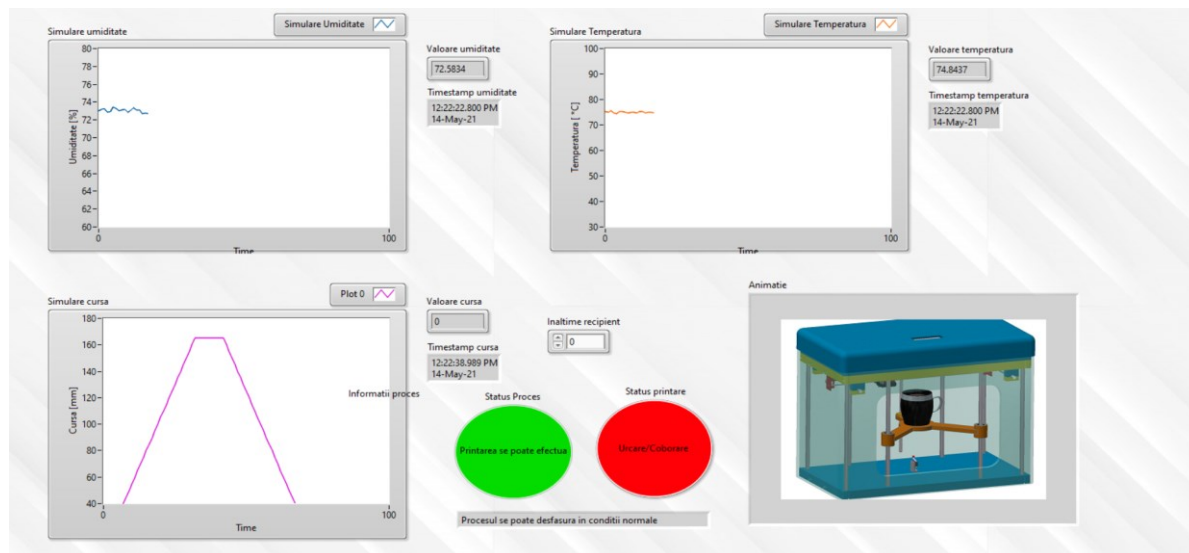 Simulare umiditate
Simulare Umiditate
80
78
76
74
72
70
68
66
64
62
60
Umiditate [%]
0
100
Time
Valoare umiditate
72.5834
Timestamp umiditate
12:22:22.800 PM
14-May-21
Simulare Temperatura
Simulare Temperatura
100
90
80
70
60
50
40
30
Temperatura [ °C]
0
100
Time
Valoare temperatura
74.8437
Timestamp temperatura
12:22:22.800 PM
14-May-21
Simulare cursa
Plot 0
180
160
140
120
100
80
60
40
Cursa [mm]
0
100
Time
Valoare cursa
0
Timestamp cursa
12:22:38.989 PM
14-May-21
Inaltime recipient
0
Informatii proces
Status Proces
Printarea se poate efectua
Status printare
Urcare/Coborare
Procesul se poate desfasura in conditii normale
Animatie